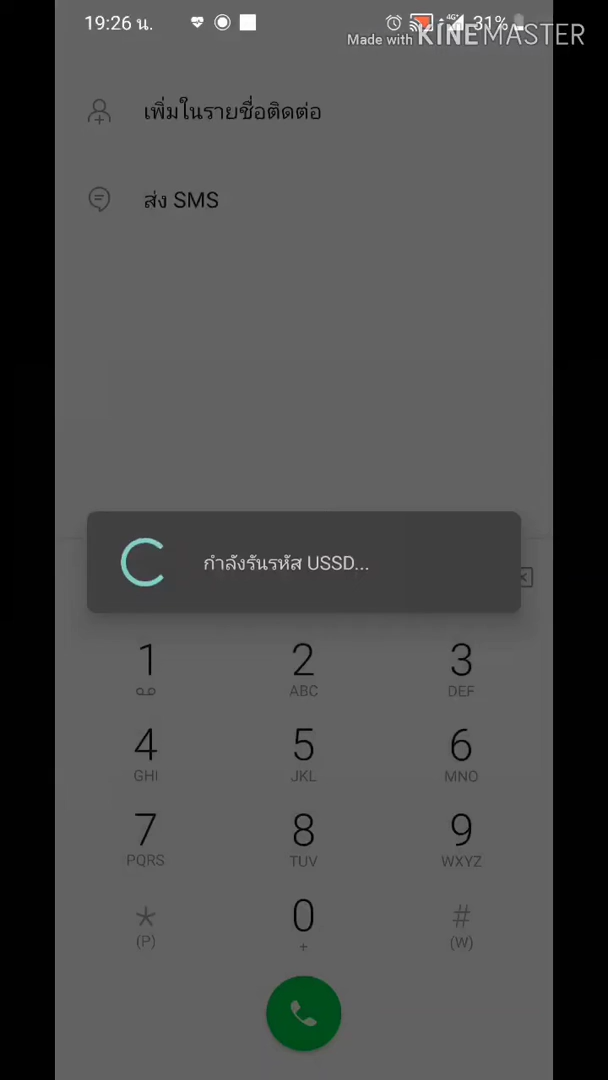 19:26 น.
4G 31%
Made with KINEMASTER
เพิ่มในรายชื่อติดต่อ
ส่ง SMS
กำลังรันรหัส USSD...
1 2 3
ABC DEF
4 5 6
GHI JKL MNO
7 8 9
PQRS TUV WXYZ
* 0 #
(P) + (W)